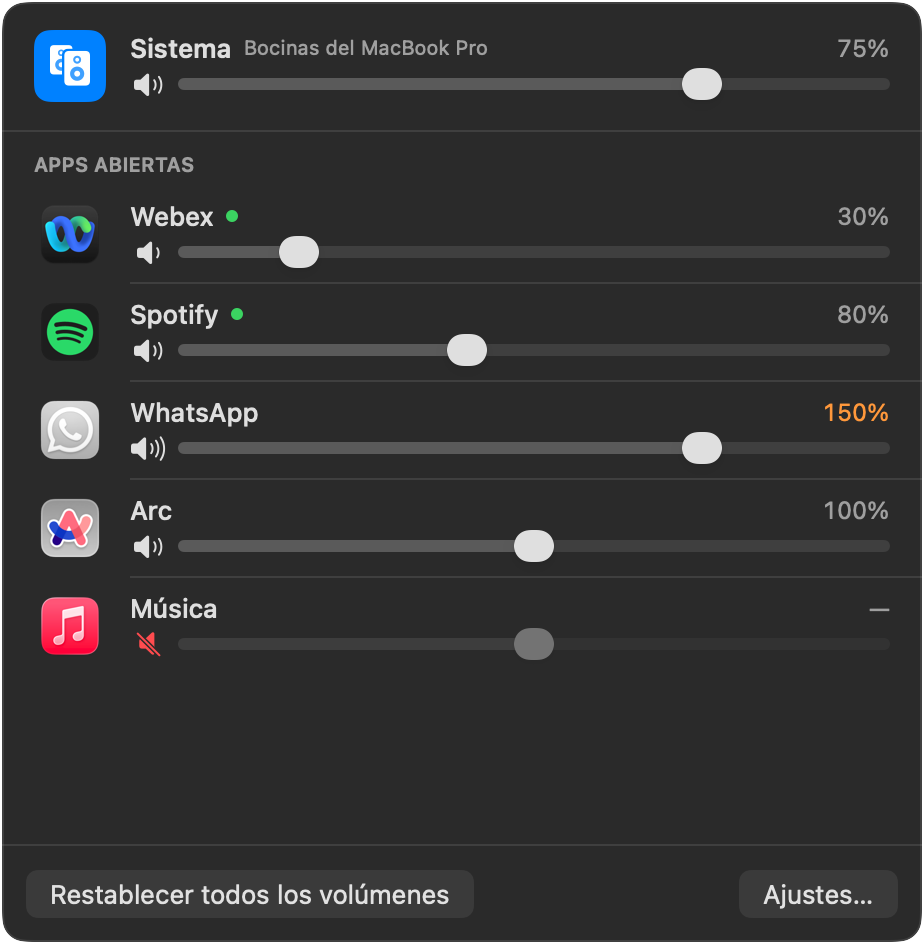 Sistema Bocinas del MacBook Pro 75%
APPS ABIERTAS
Webex 30%
Spotify 80%
WhatsApp 150%
Arc 100%
Música —
Restablecer todos los volúmenes Ajustes...